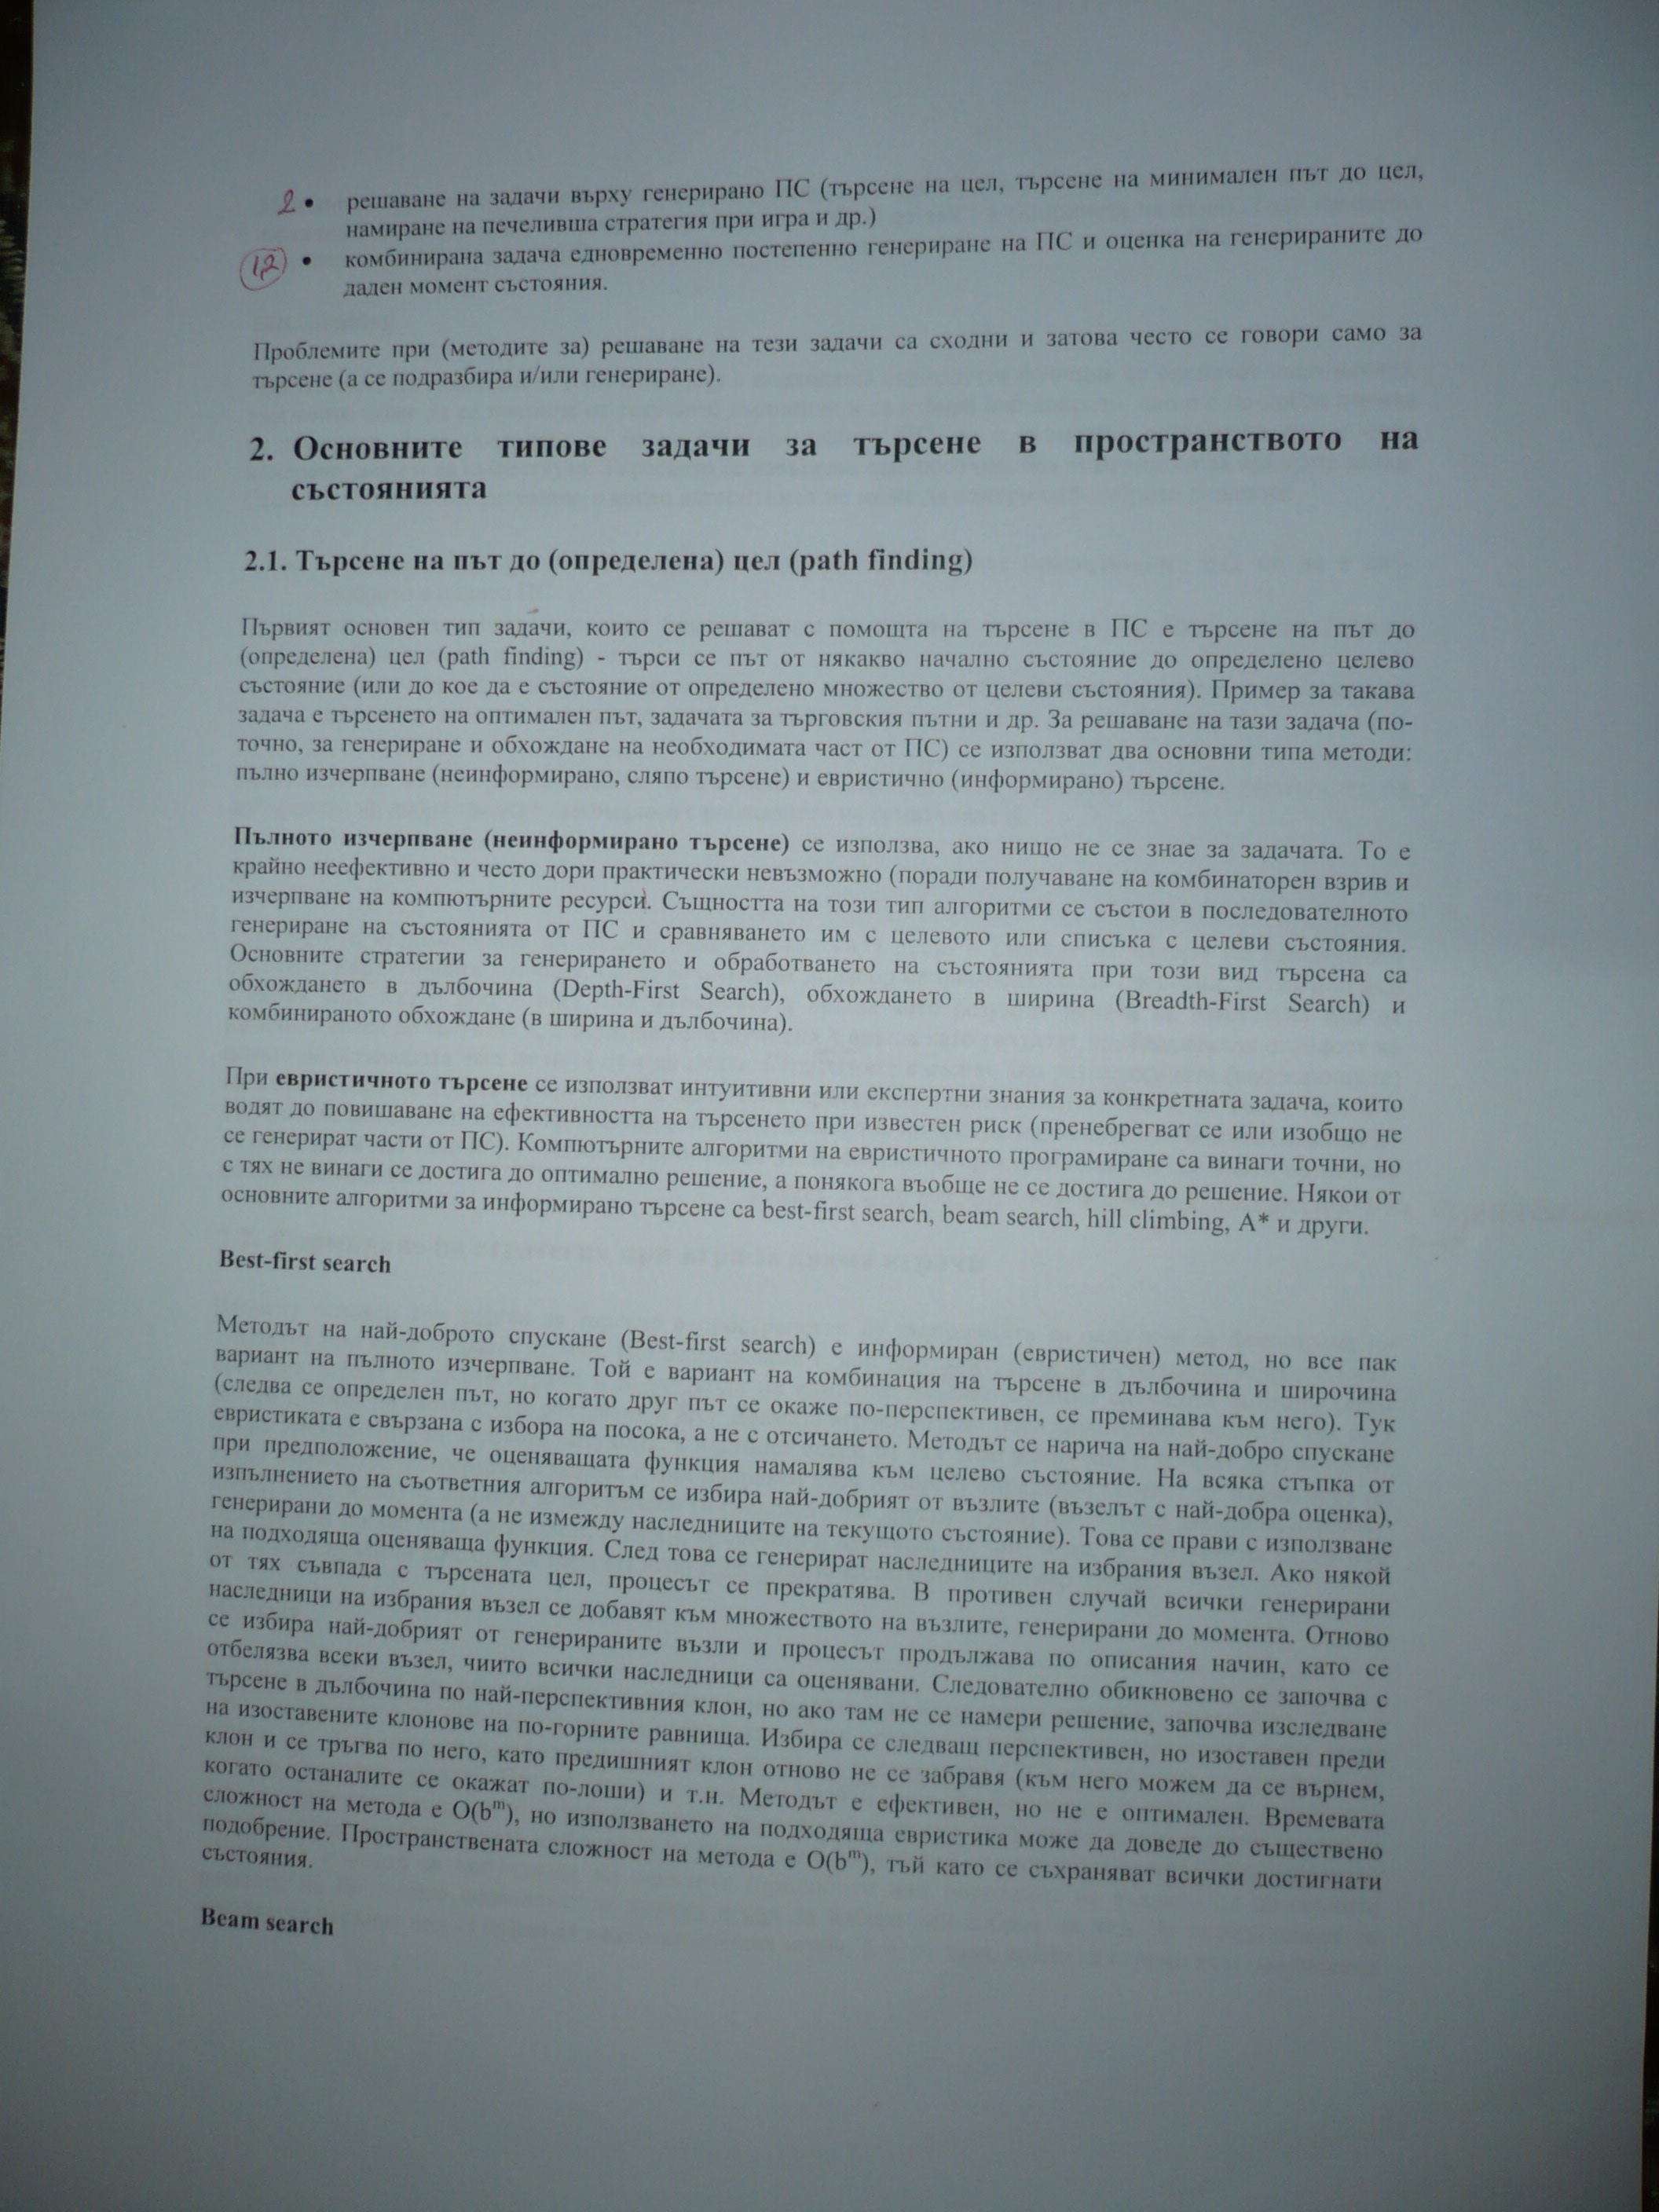 2 • решаване на задачи върху генерирано ПС (търсене на цел, търсене на минимален път до цел,
намиране на печеливша стратегия при игра и др.)
1,2 • комбинирана задача едновременно постепенно генериране на ПС и оценка на генерираните до
даден момент състояния.
Проблемите при (методите за) решаване на тези задачи са сходни и затова често се говори само за
търсене (а се подразбира и/или генериране).
2. Основните типове задачи за търсене в пространството на
състоянията
2.1. Търсене на път до (определена) цел (path finding)
Първият основен тип задачи, които се решават с помощта на търсене в ПС е търсене на път до
(определена) цел (path finding) - търси се път от някакво начално състояние до определено целево
състояние (или до кое да е състояние от определено множество от целеви състояния). Пример за такава
задача е търсенето на оптимален път, задачата за търговския пътни и др. За решаване на тази задача (по-
точно, за генериране и обхождане на необходимата част от ПС) се използват два основни типа методи:
пълно изчерпване (неинформирано, сляпо търсене) и евристично (информирано) търсене.
Пълното изчерпване (неинформирано търсене) се използва, ако нищо не се знае за задачата. То е
крайно неефективно и често дори практически невъзможно (поради получаване на комбинаторен взрив и
изчерпване на компютърните ресурси. Същността на този тип алгоритми се състои в последователното
генериране на състоянията от ПС и сравняването им с целевото или списъка с целеви състояния.
Основните стратегии за генерирането и обработването на състоянията при този вид търсена са
обхождането в дълбочина (Depth-First Search), обхождането в ширина (Breadth-First Search) и
комбинираното обхождане (в ширина и дълбочина).
При евристичното търсене се използват интуитивни или експертни знания за конкретната задача, които
водят до повишаване на ефективността на търсенето при известен риск (пренебрегват се или изобщо не
се генерират части от ПС). Компютърните алгоритми на евристичното програмиране са винаги точни, но
с тях не винаги се достига до оптимално решение, а понякога въобще не се достига до решение. Някои от
основните алгоритми за информирано търсене са best-first search, beam search, hill climbing, A* и други.
Best-first search
Методът на най-доброто спускане (Best-first search) е информиран (евристичен) метод, но все пак
вариант на пълното изчерпване. Той е вариант на комбинация на търсене в дълбочина и широчина
(следва се определен път, но когато друг път се окаже по-перспективен, се преминава към него). Тук
евристиката е свързана с избора на посока, а не с отсичането. Методът се нарича на най-добро спускане
при предположение, че оценяващата функция намалява към целево състояние. На всяка стъпка от
изпълнението на съответния алгоритъм се избира най-добрият от възлите (възелът с най-добра оценка),
генерирани до момента (а не измежду наследниците на текущото състояние). Това се прави с използване
на подходяща оценяваща функция. След това се генерират наследниците на избрания възел. Ако някой
от тях съвпада с търсената цел, процесът се прекратява. В противен случай всички генерирани
наследници на избрания възел се добавят към множеството на възлите, генерирани до момента. Отново
се избира най-добрият от генерираните възли и процесът продължава по описания начин, като се
отбелязва всеки възел, чиито всички наследници са оценявани. Следователно обикновено се започва с
търсене в дълбочина по най-перспективния клон, но ако там не се намери решение, започва изследване
на изоставените клонове на по-горните равнища. Избира се следващ перспективен, но изоставен преди
клон и се тръгва по него, като предишният клон отново не се забравя (към него можем да се върнем,
когато останалите се окажат по-лоши) и т.н. Методът е ефективен, но не е оптимален. Времевата
сложност на метода е O(b^m), но използването на подходяща евристика може да доведе до съществено
подобрение. Пространствената сложност на метода е O(b^m), тъй като се съхраняват всички достигнати
състояния.
Beam search